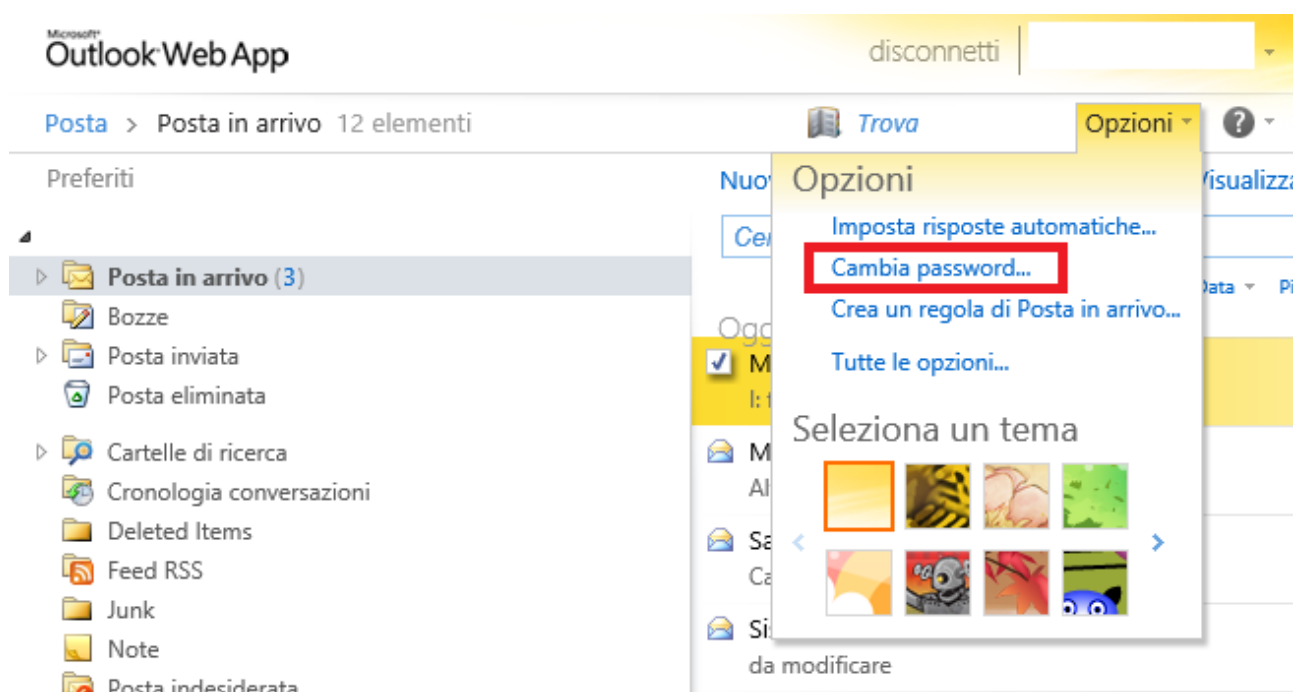 Microsoft
Outlook Web App
disconnetti
Posta > Posta in arrivo 12 elementi
Trova
Opzioni
Preferiti
Posta in arrivo (3)
Bozze
Posta inviata
Posta eliminata
Cartelle di ricerca
Cronologia conversazioni
Deleted Items
Feed RSS
Junk
Note
Posta indesiderata
Opzioni
Imposta risposte automatiche...
Cambia password...
Crea un regola di Posta in arrivo...
Tutte le opzioni...
Seleziona un tema
da modificare